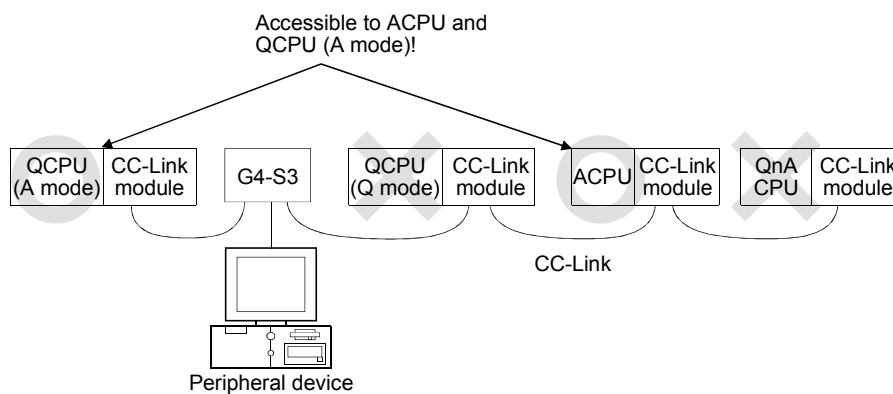 Accessible to ACPU and
QCPU (A mode)!
QCPU
(A mode)
CC-Link
module
G4-S3
QCPU
(Q mode)
CC-Link
module
ACPU
CC-Link
module
QnA
CPU
CC-Link
module
CC-Link
Peripheral device